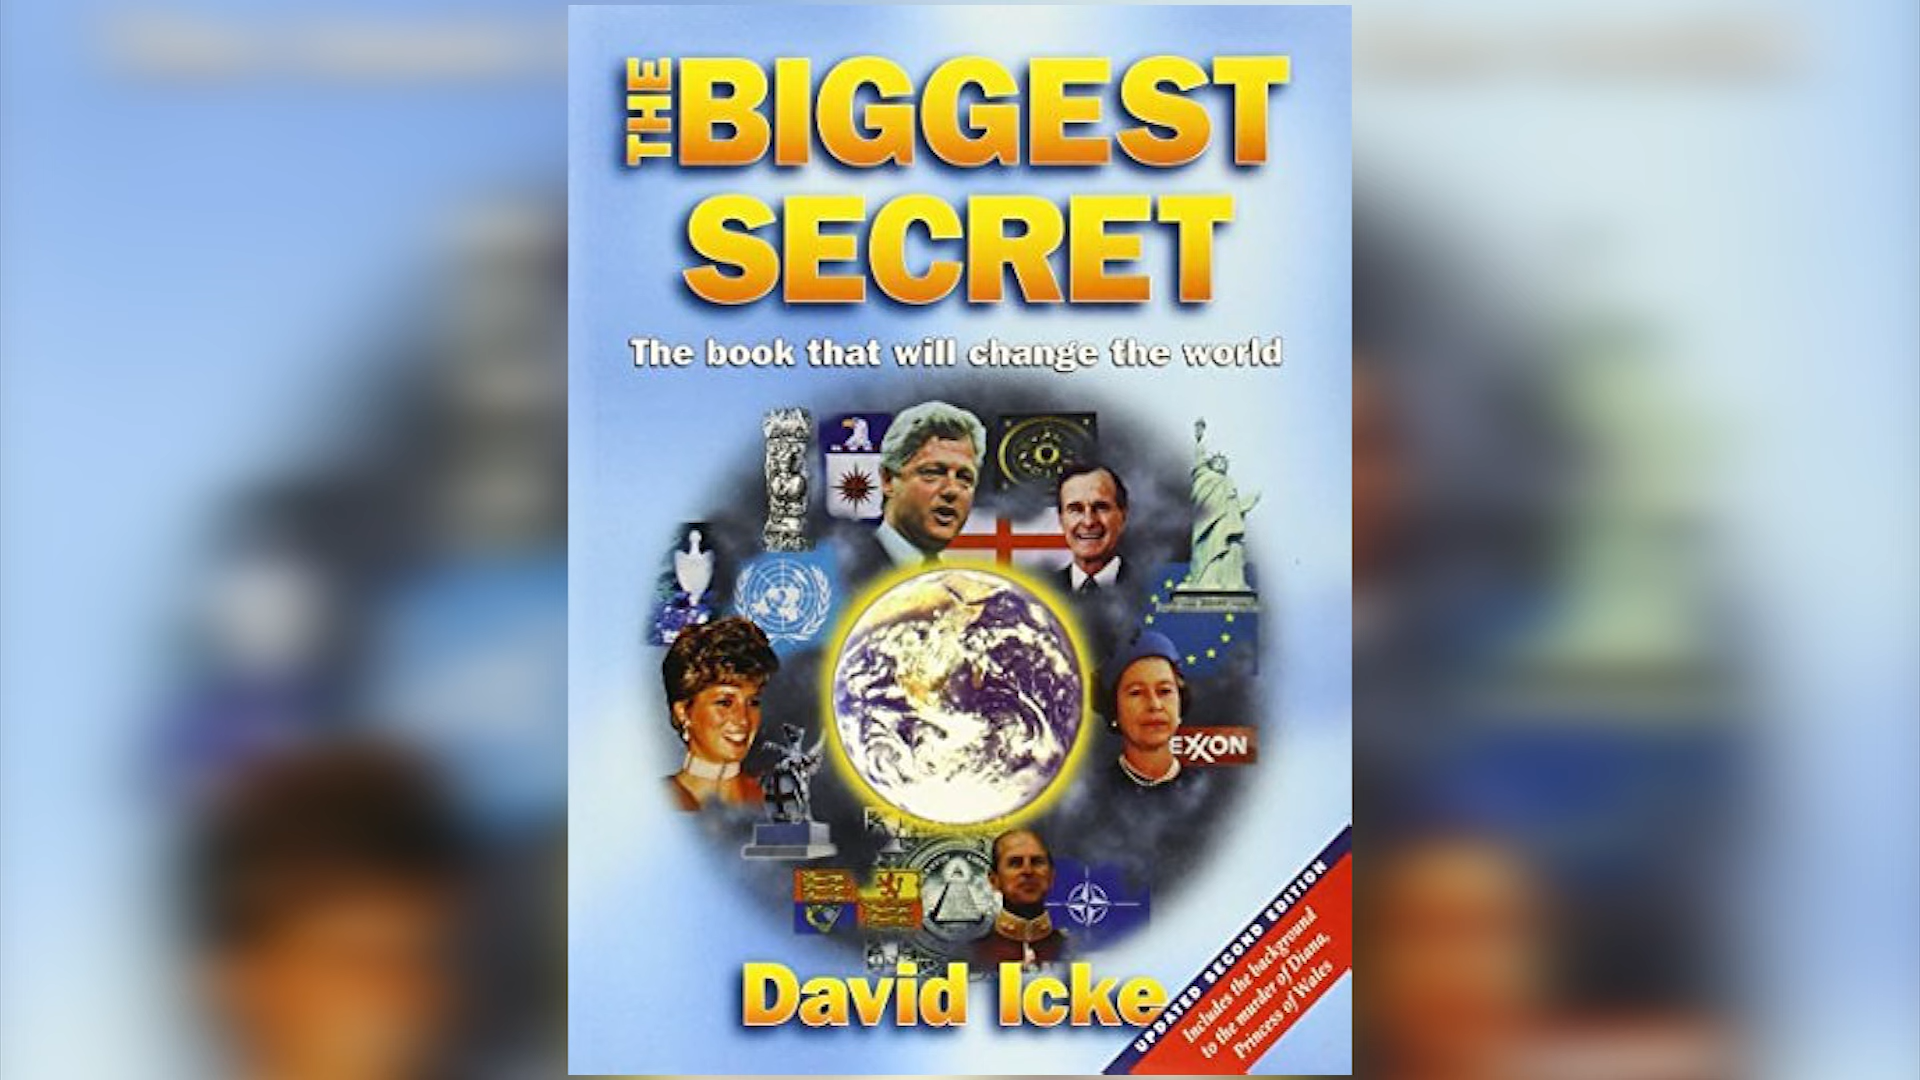 THE BIGGEST
SECRET
The book that will change the world
EXXON
David Icke
UPDATED SECOND EDITION
Includes the background
to the murder of Diana,
Princess of Wales